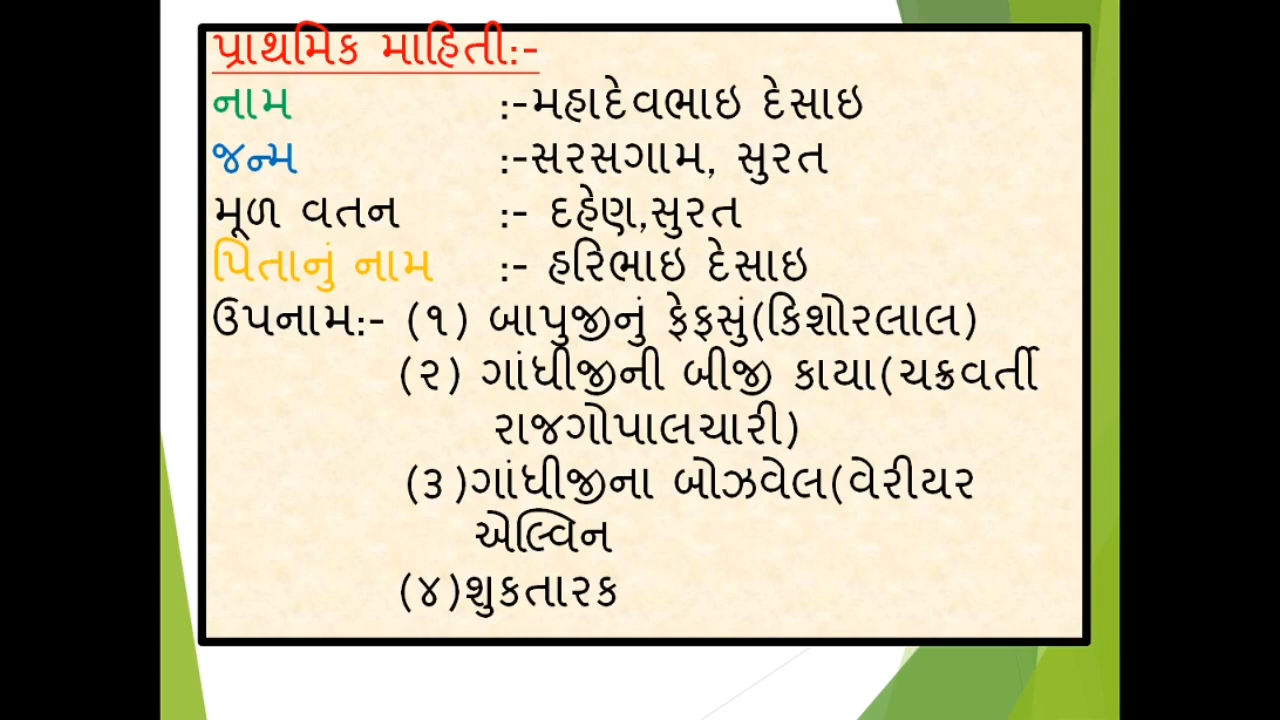 પ્રાથમિક માહિતી:-
નામ :-મહાદેવભાઇ દેસાઇ
જન્મ :-સરસગામ, સુરત
મૂળ વતન :- દહેણ,સુરત
પિતાનું નામ :- હરિભાઇ દેસાઇ
ઉપનામ:- (૧) બાપુજીનું ફેફસું(કિશોરલાલ)
(૨) ગાંધીજીની બીજી કાયા(ચક્રવર્તી
રાજગોપાલચારી)
(૩)ગાંધીજીના બોઝવેલ(વેરીયર
એલ્વિન
(૪)શુકતારક